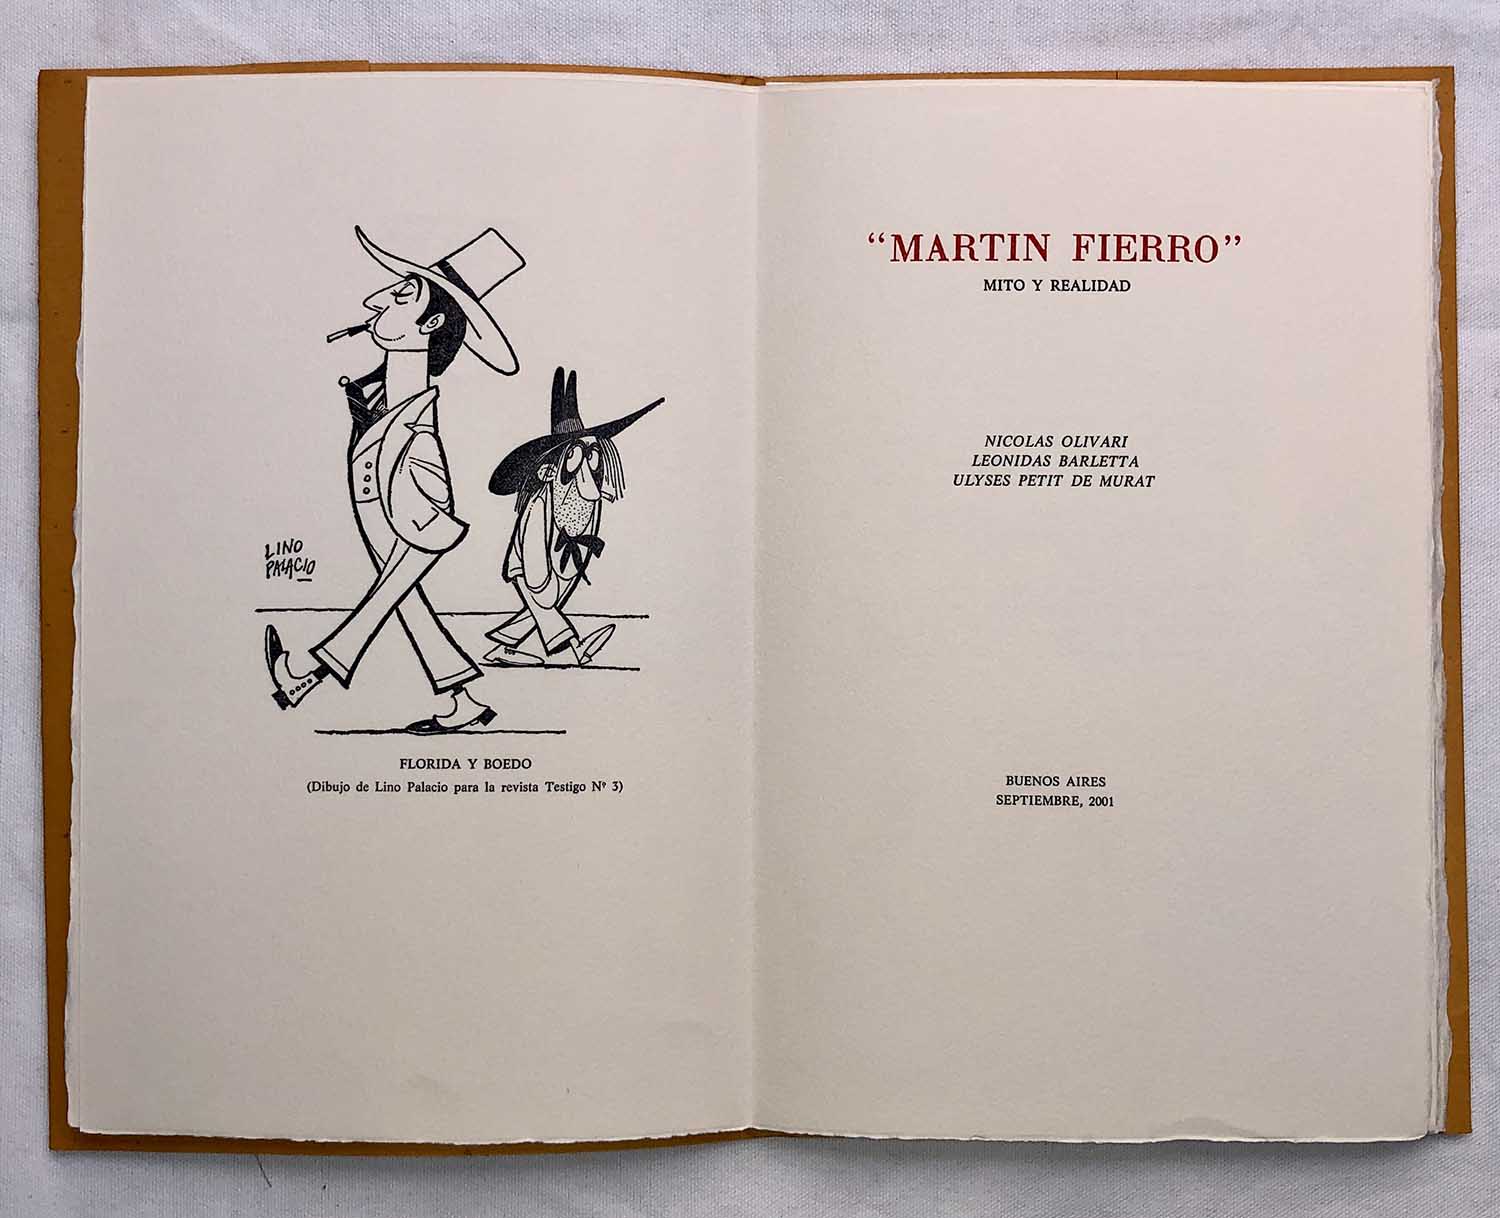 LINO
PALACIO
FLORIDA Y BOEDO
(Dibujo de Lino Palacio para la revista Testigo Nº 3)
“MARTIN FIERRO”
MITO Y REALIDAD
NICOLAS OLIVARI
LEONIDAS BARLETTA
ULYSES PETIT DE MURAT
BUENOS AIRES
SEPTIEMBRE, 2001